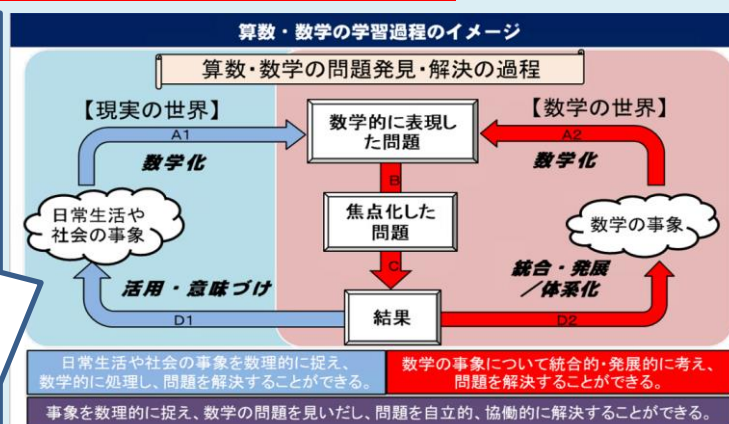 算数・数学の学習過程のイメージ
算数・数学の問題発見・解決の過程
【現実の世界】
【数学の世界】
数学的に表現し
た問題
A1
A2
数学化
数学化
B
日常生活や
社会の事象
焦点化した
問題
数学の事象
C
活用・意味づけ
統合・発展
／体系化
結果
D1
D2
日常生活や社会の事象を数理的に捉え、
数学的に処理し、問題を解決することができる。
数学の事象について統合的・発展的に考え、
問題を解決することができる。
事象を数理的に捉え、数学の問題を見いだし、問題を自立的、協働的に解決することができる。